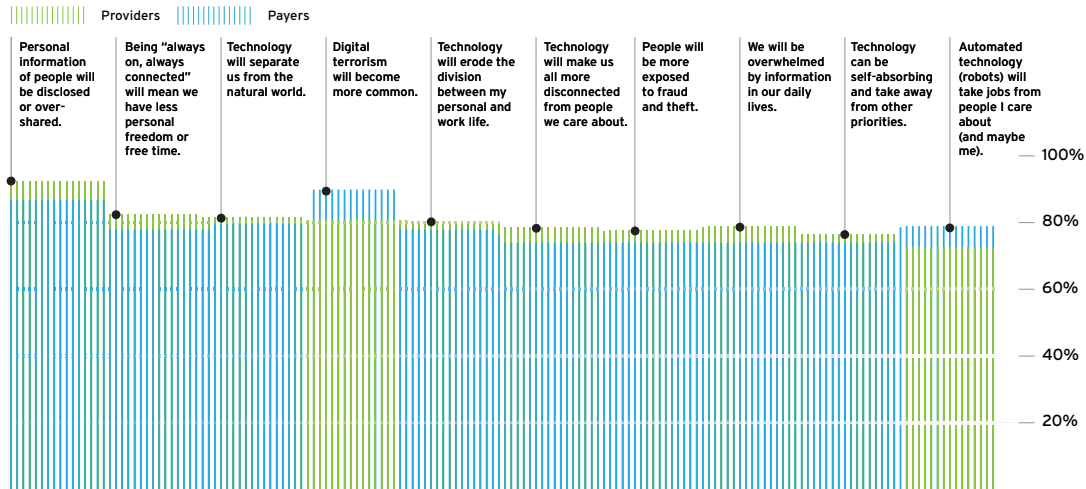 Providers
Payers
Personal
information
of people will
be disclosed
or over-
shared.
Being “always
on, always
connected”
will mean we
have less
personal
freedom or
free time.
Technology
will separate
us from the
natural world.
Digital
terrorism
will become
more common.
Technology
will erode the
division
between my
personal and
work life.
Technology
will make us
all more
disconnected
from people
we care about.
People will
be more
exposed
to fraud
and theft.
We will be
overwhelmed
by information
in our daily
lives.
Technology
can be
self-absorbing
and take away
from other
priorities.
Automated
technology
(robots) will
take jobs from
people I care
about
(and maybe
me).
100%
80%
60%
40%
20%